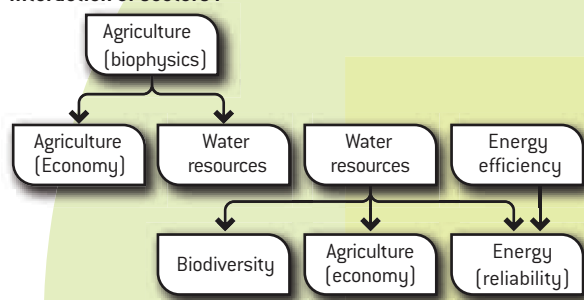 Agriculture
(biophysics)
Agriculture
(Economy)
Water
resources
Water
resources
Energy
efficiency
Biodiversity
Agriculture
(economy)
Energy
(reliability)